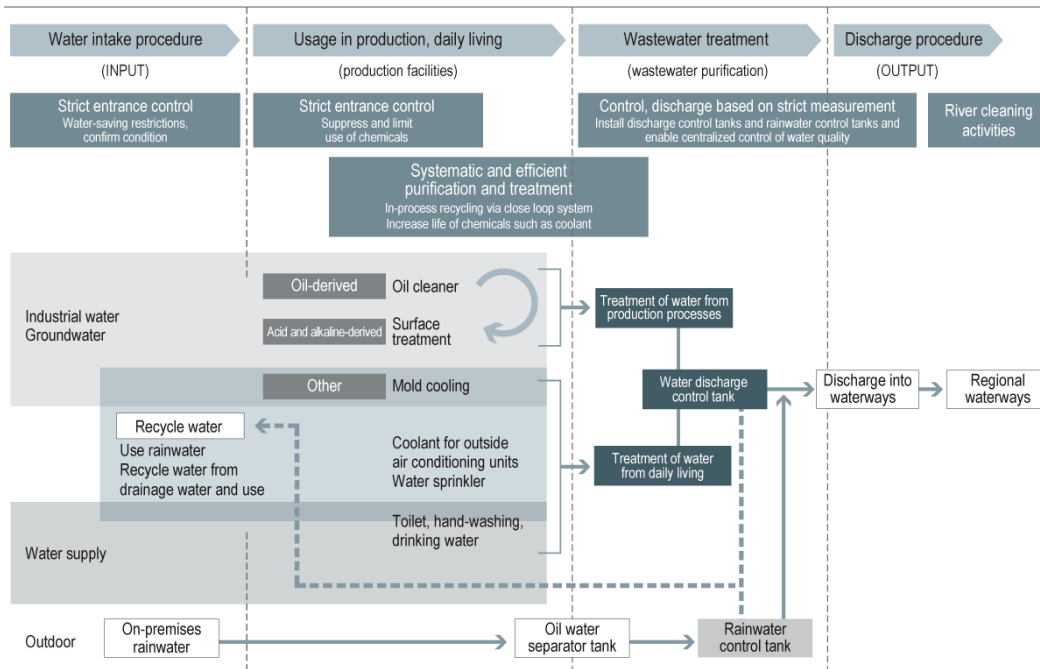 Water intake procedure
(INPUT)
Usage in production, daily living
(production facilities)
Wastewater treatment
(wastewater purification)
Discharge procedure
(OUTPUT)
Strict entrance control
Water-saving restrictions,
confirm condition
Strict entrance control
Suppress and limit
use of chemicals
Control, discharge based on strict measurement
Install discharge control tanks and rainwater control tanks and
enable centralized control of water quality
River cleaning
activities
Systematic and efficient
purification and treatment
In-process recycling via close loop system
Increase life of chemicals such as coolant
Industrial water
Groundwater
Oil-derived
Oil cleaner
Acid and alkaline-derived
Surface
treatment
Other
Mold cooling
Treatment of water from
production processes
Water discharge
control tank
Discharge into
waterways
Regional
waterways
Recycle water
Use rainwater
Recycle water from
drainage water and use
Coolant for outside
air conditioning units
Water sprinkler
Treatment of water
from daily living
Toilet, hand-washing,
drinking water
Water supply
Outdoor
On-premises
rainwater
Oil water
separator tank
Rainwater
control tank